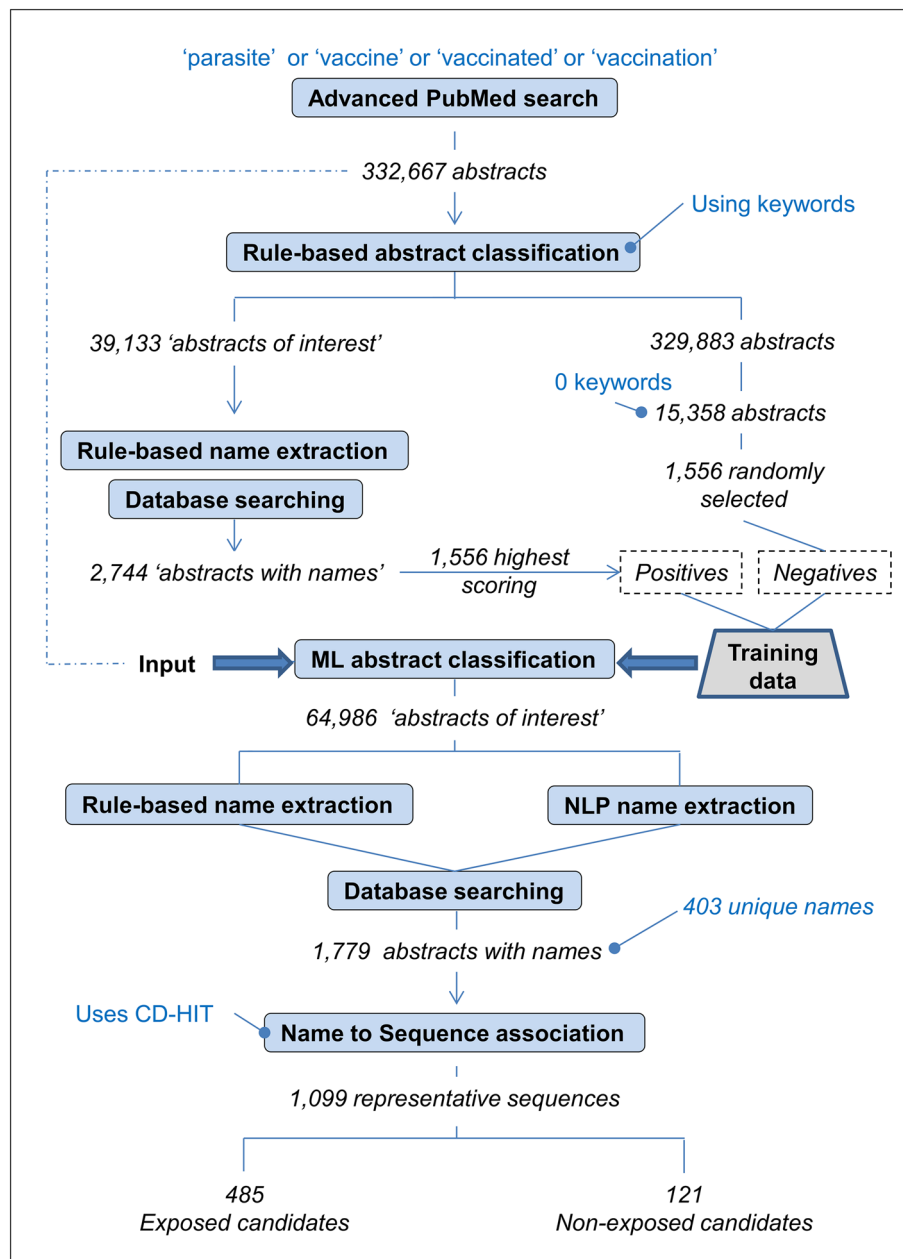 ‘parasite’ or ‘vaccine’ or ‘vaccinated’ or ‘vaccination’
Advanced PubMed search
332,667 abstracts
Using keywords
Rule-based abstract classification
39,133 ‘abstracts of interest’
329,883 abstracts
0 keywords
15,358 abstracts
Rule-based name extraction
Database searching
1,556 randomly
selected
2,744 ‘abstracts with names’
1,556 highest
scoring
Positives
Negatives
Input
ML abstract classification
Training
data
64,986 ‘abstracts of interest’
Rule-based name extraction
NLP name extraction
Database searching
403 unique names
1,779 abstracts with names
Uses CD-HIT
Name to Sequence association
1,099 representative sequences
485
Exposed candidates
121
Non-exposed candidates